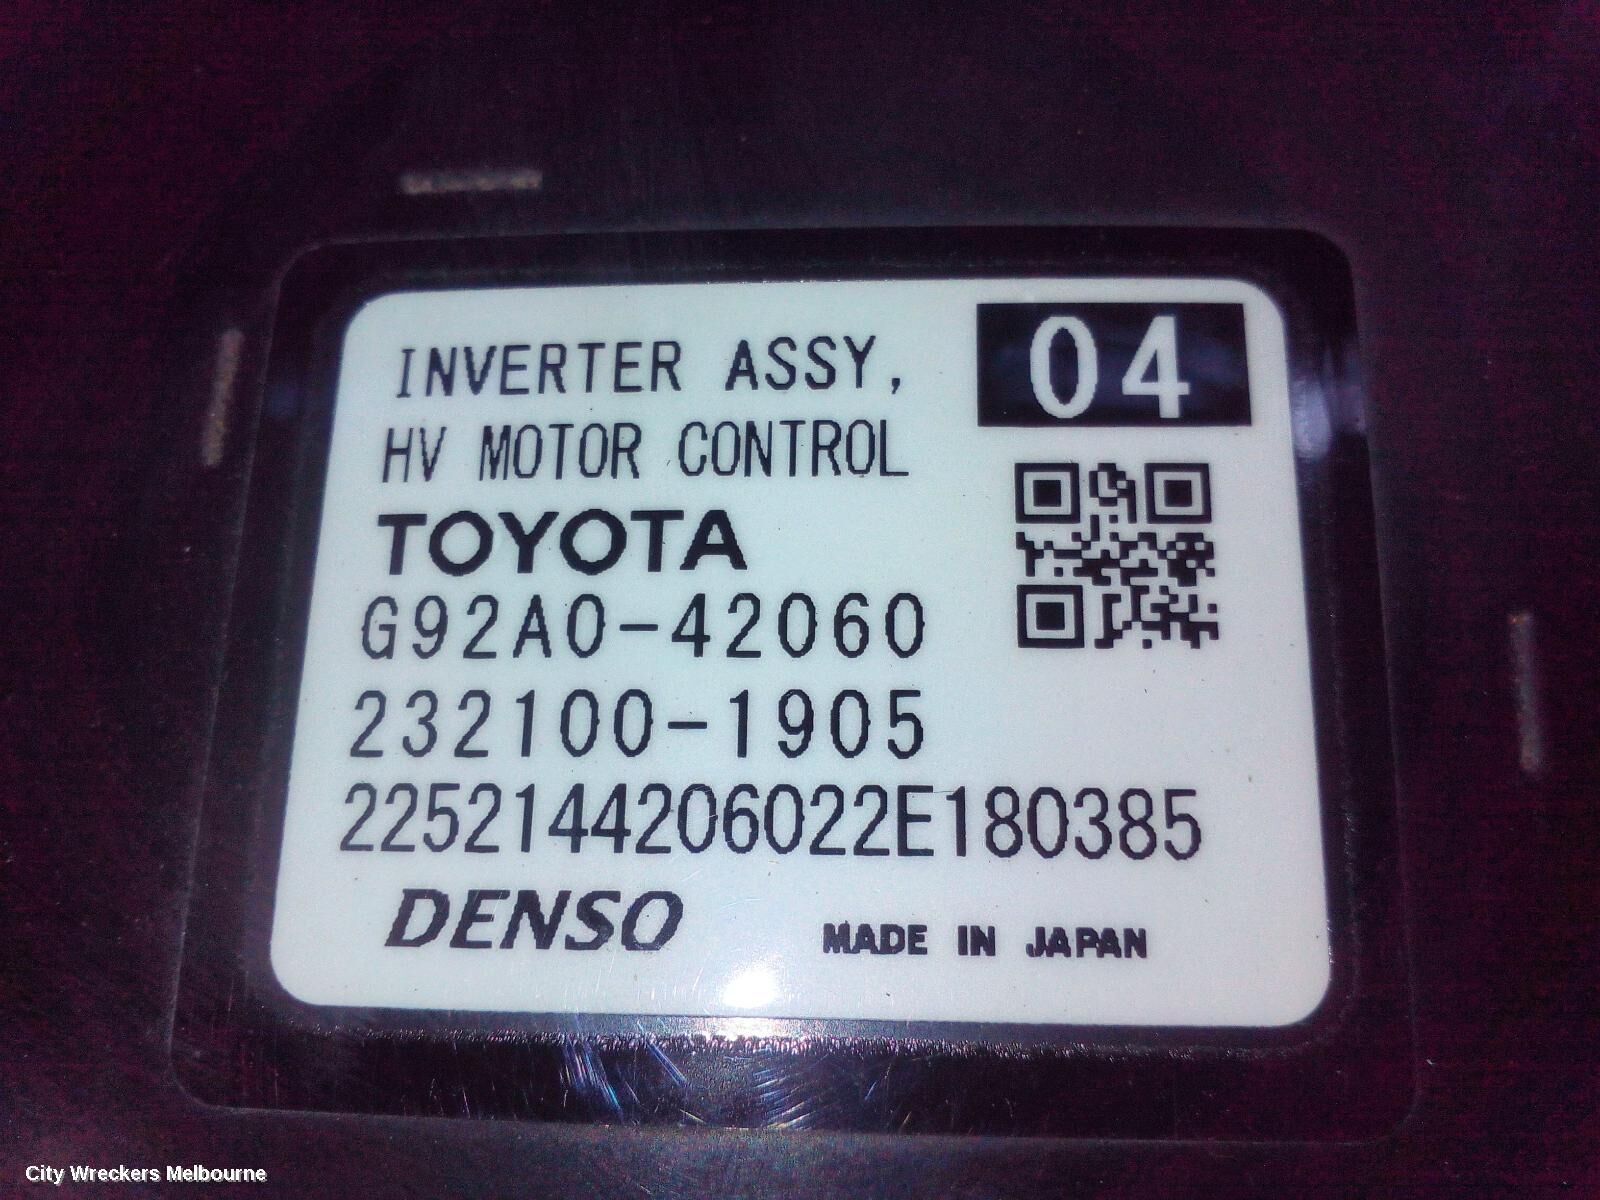 INVERTER ASSY,
04
HV MOTOR CONTROL
TOYOTA
G92A0-42060
232100-1905
2252144206022E180385
DENSO
MADE IN JAPAN
City Wreckers Melbourne